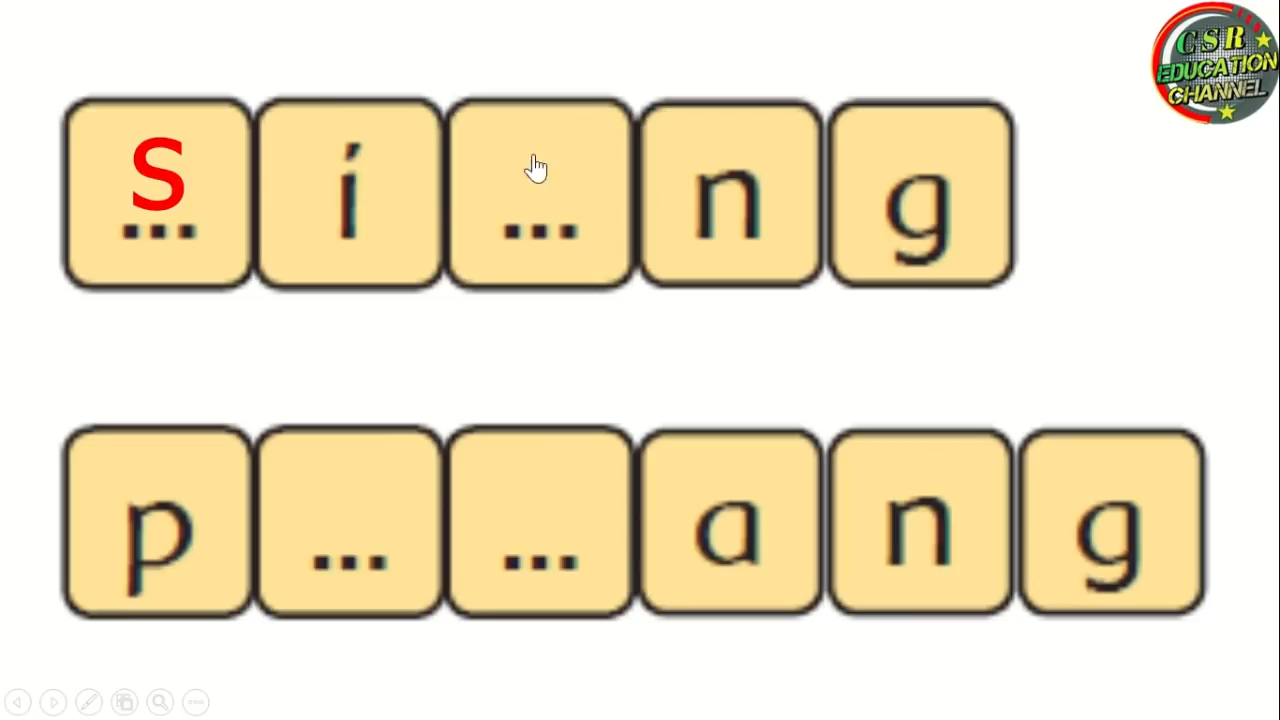 CSR
EDUCATION
CHANNEL
S... í ... n g
p ... ... a n g